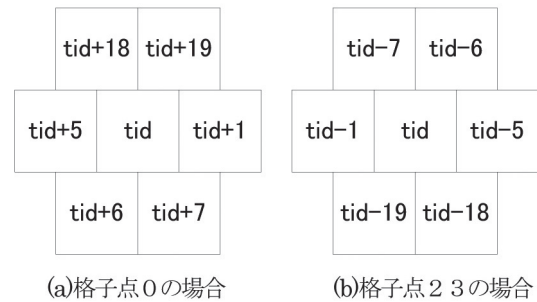 tid+18 tid+19 tid-7 tid-6
tid+5 tid tid+1 tid-1 tid tid-5
tid+6 tid+7 tid-19 tid-18
(a)格子点0の場合 (b)格子点23の場合